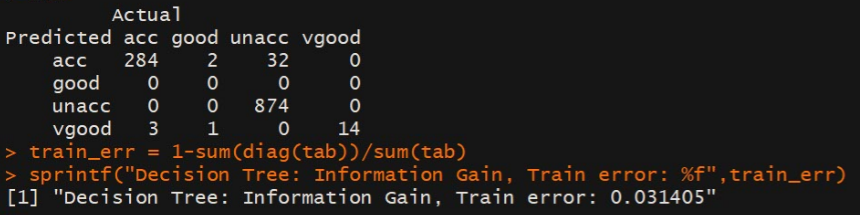 Actual
Predicted acc good unacc vgood
acc 284 2 32 0
good 0 0 0 0
unacc 0 0 874 0
vgood 3 1 0 14
> train_err = 1-sum(diag(tab))/sum(tab)
> sprintf("Decision Tree: Information Gain, Train error: %f",train_err)
[1] "Decision Tree: Information Gain, Train error: 0.031405"